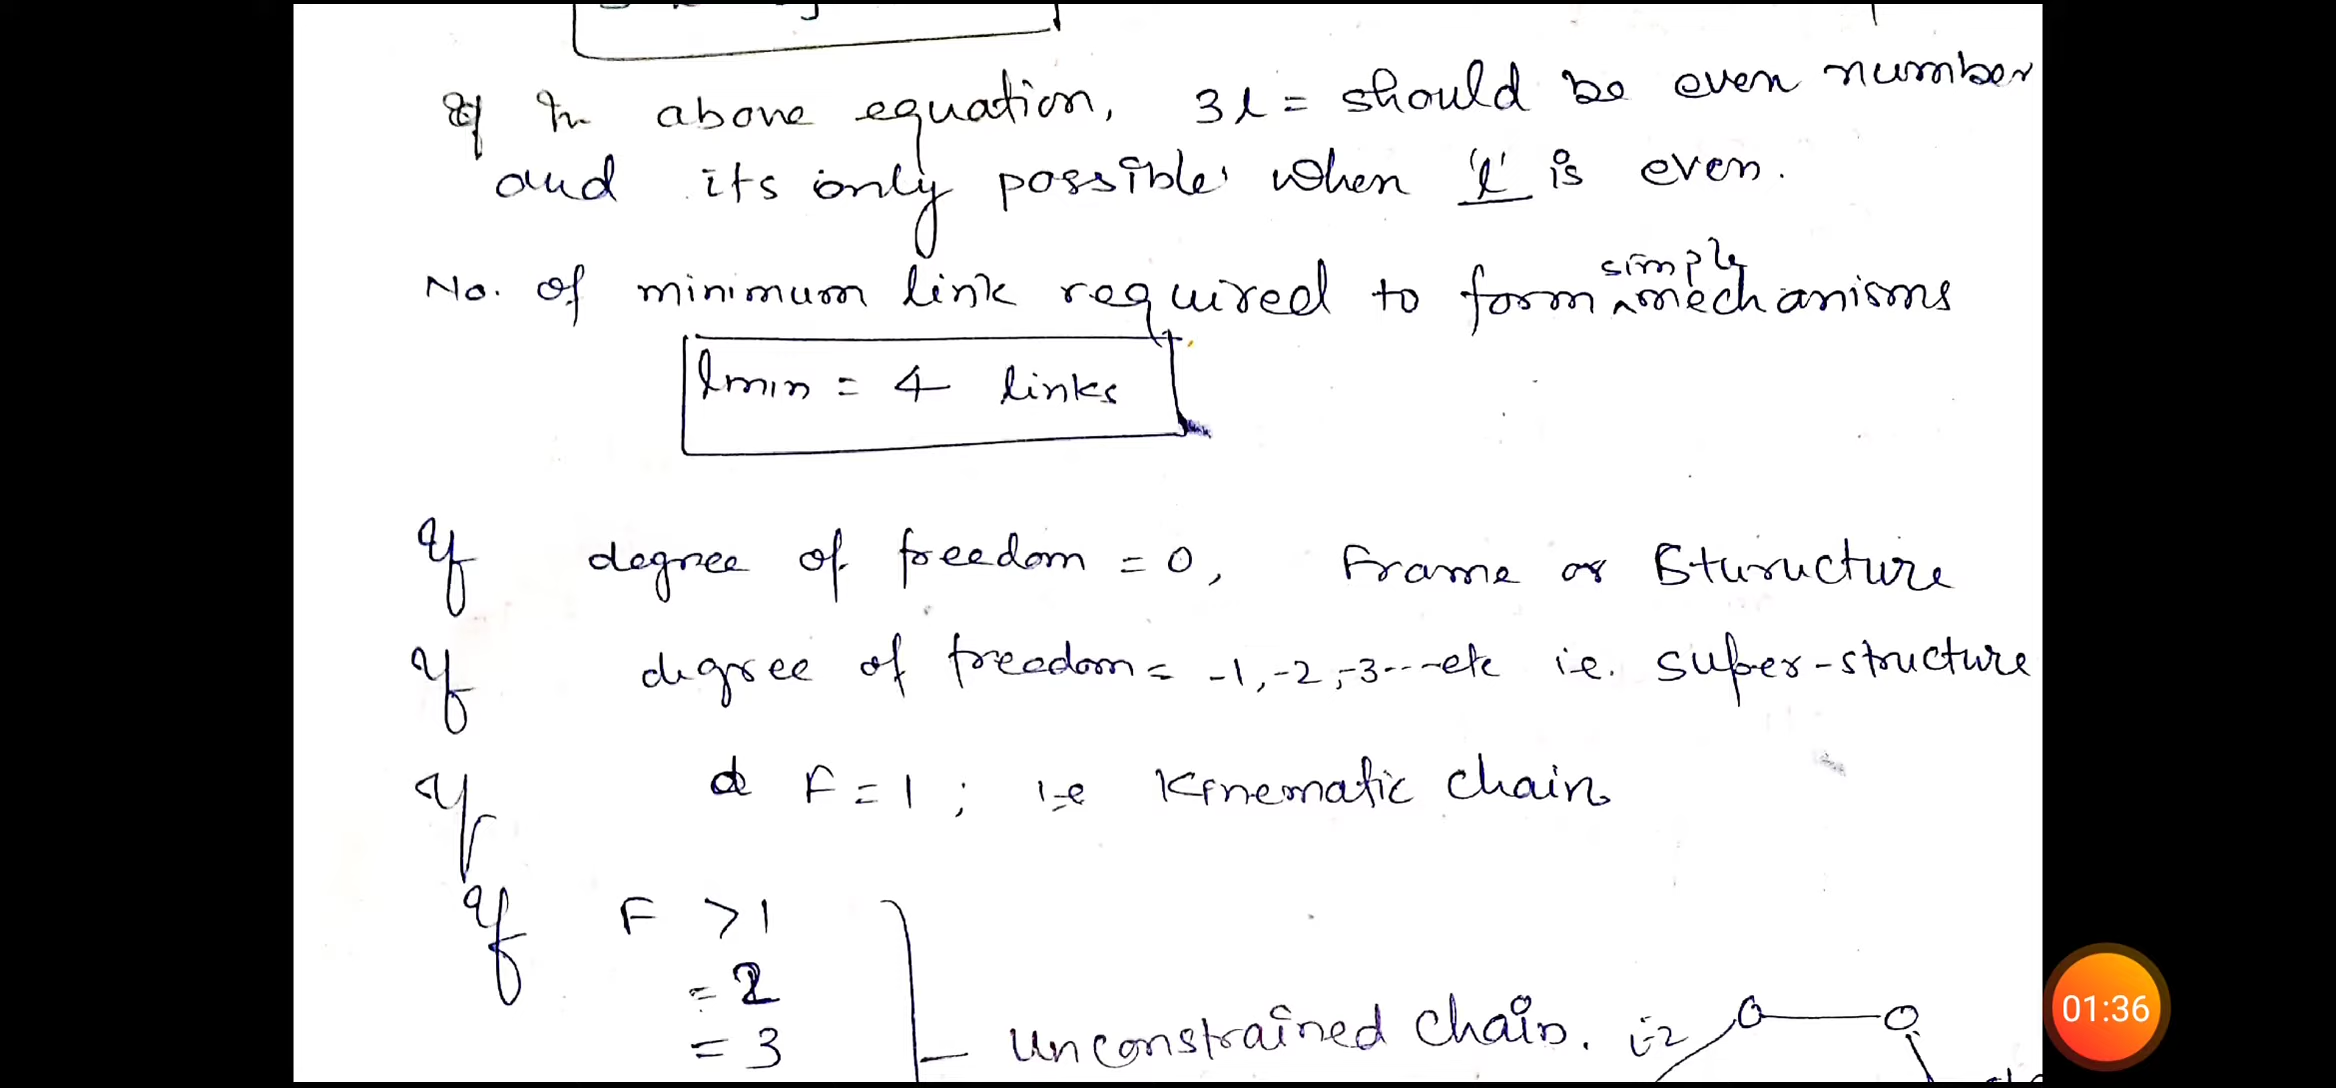 If In above equation, 3l = should be even number
and its only possible when 'l' is even.
No. of minimum link required to form simple mechanisms
lmin = 4 links
If degree of freedom = 0, Frame or Sturucture
If degree of freedom = -1, -2, -3---etc i.e. super-structure
If d F = 1 ; i.e Kinematic chain
If F > 1
= 2
= 3
Unconstrained chain.
01:36